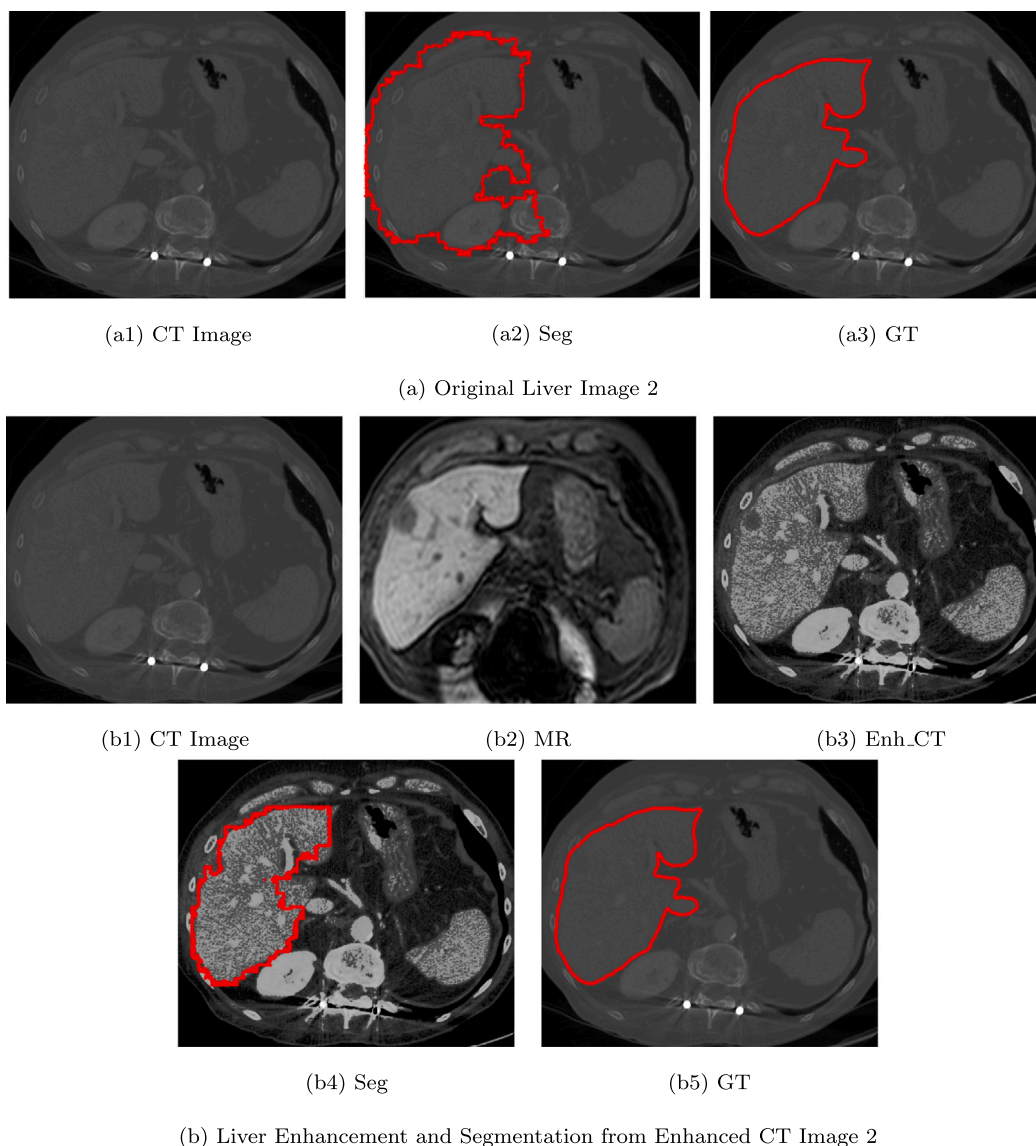 (a1) CT Image
(a2) Seg
(a3) GT
(a) Original Liver Image 2
(b1) CT Image
(b2) MR
(b3) Enh_CT
(b4) Seg
(b5) GT
(b) Liver Enhancement and Segmentation from Enhanced CT Image 2